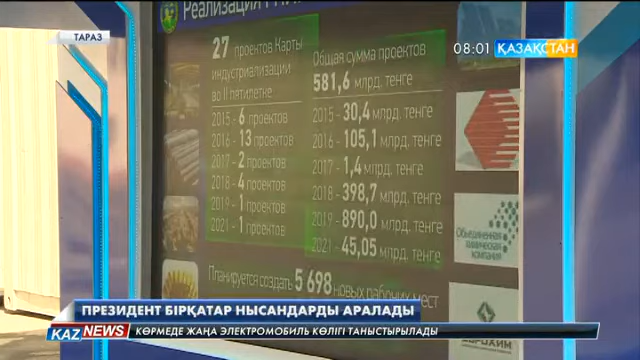 ТАРАЗ
08:01 ҚАЗАҚСТАН
Реализация
27 проектов Карты
индустриализации
во II пятилетке
2015 - 6 проектов
2016 - 13 проектов
2017 - 2 проектов
2018 - 4 проектов
2019 - 1 проектов
2021 - 1 проектов
Общая сумма проектов
581,6 млрд. тенге
2015 - 30,4 млрд. тенге
2016 - 105,1 млрд. тенге
2017 - 1,4 млрд. тенге
2018 - 398,7 млрд. тенге
2019 - 890,0 млрд. тенге
2021 - 45,05 млрд. тенге
Планируется создать 5 698 новых рабочих мест
Объединенная
химическая
компания
ЕВРОХИМ
ПРЕЗИДЕНТ БІРҚАТАР НЫСАНДАРДЫ АРАЛАДЫ
KAZ NEWS КӨРМЕДЕ ЖАҢА ЭЛЕКТРОМОБИЛЬ КӨЛІГІ ТАНЫСТЫРЫЛАДЫ